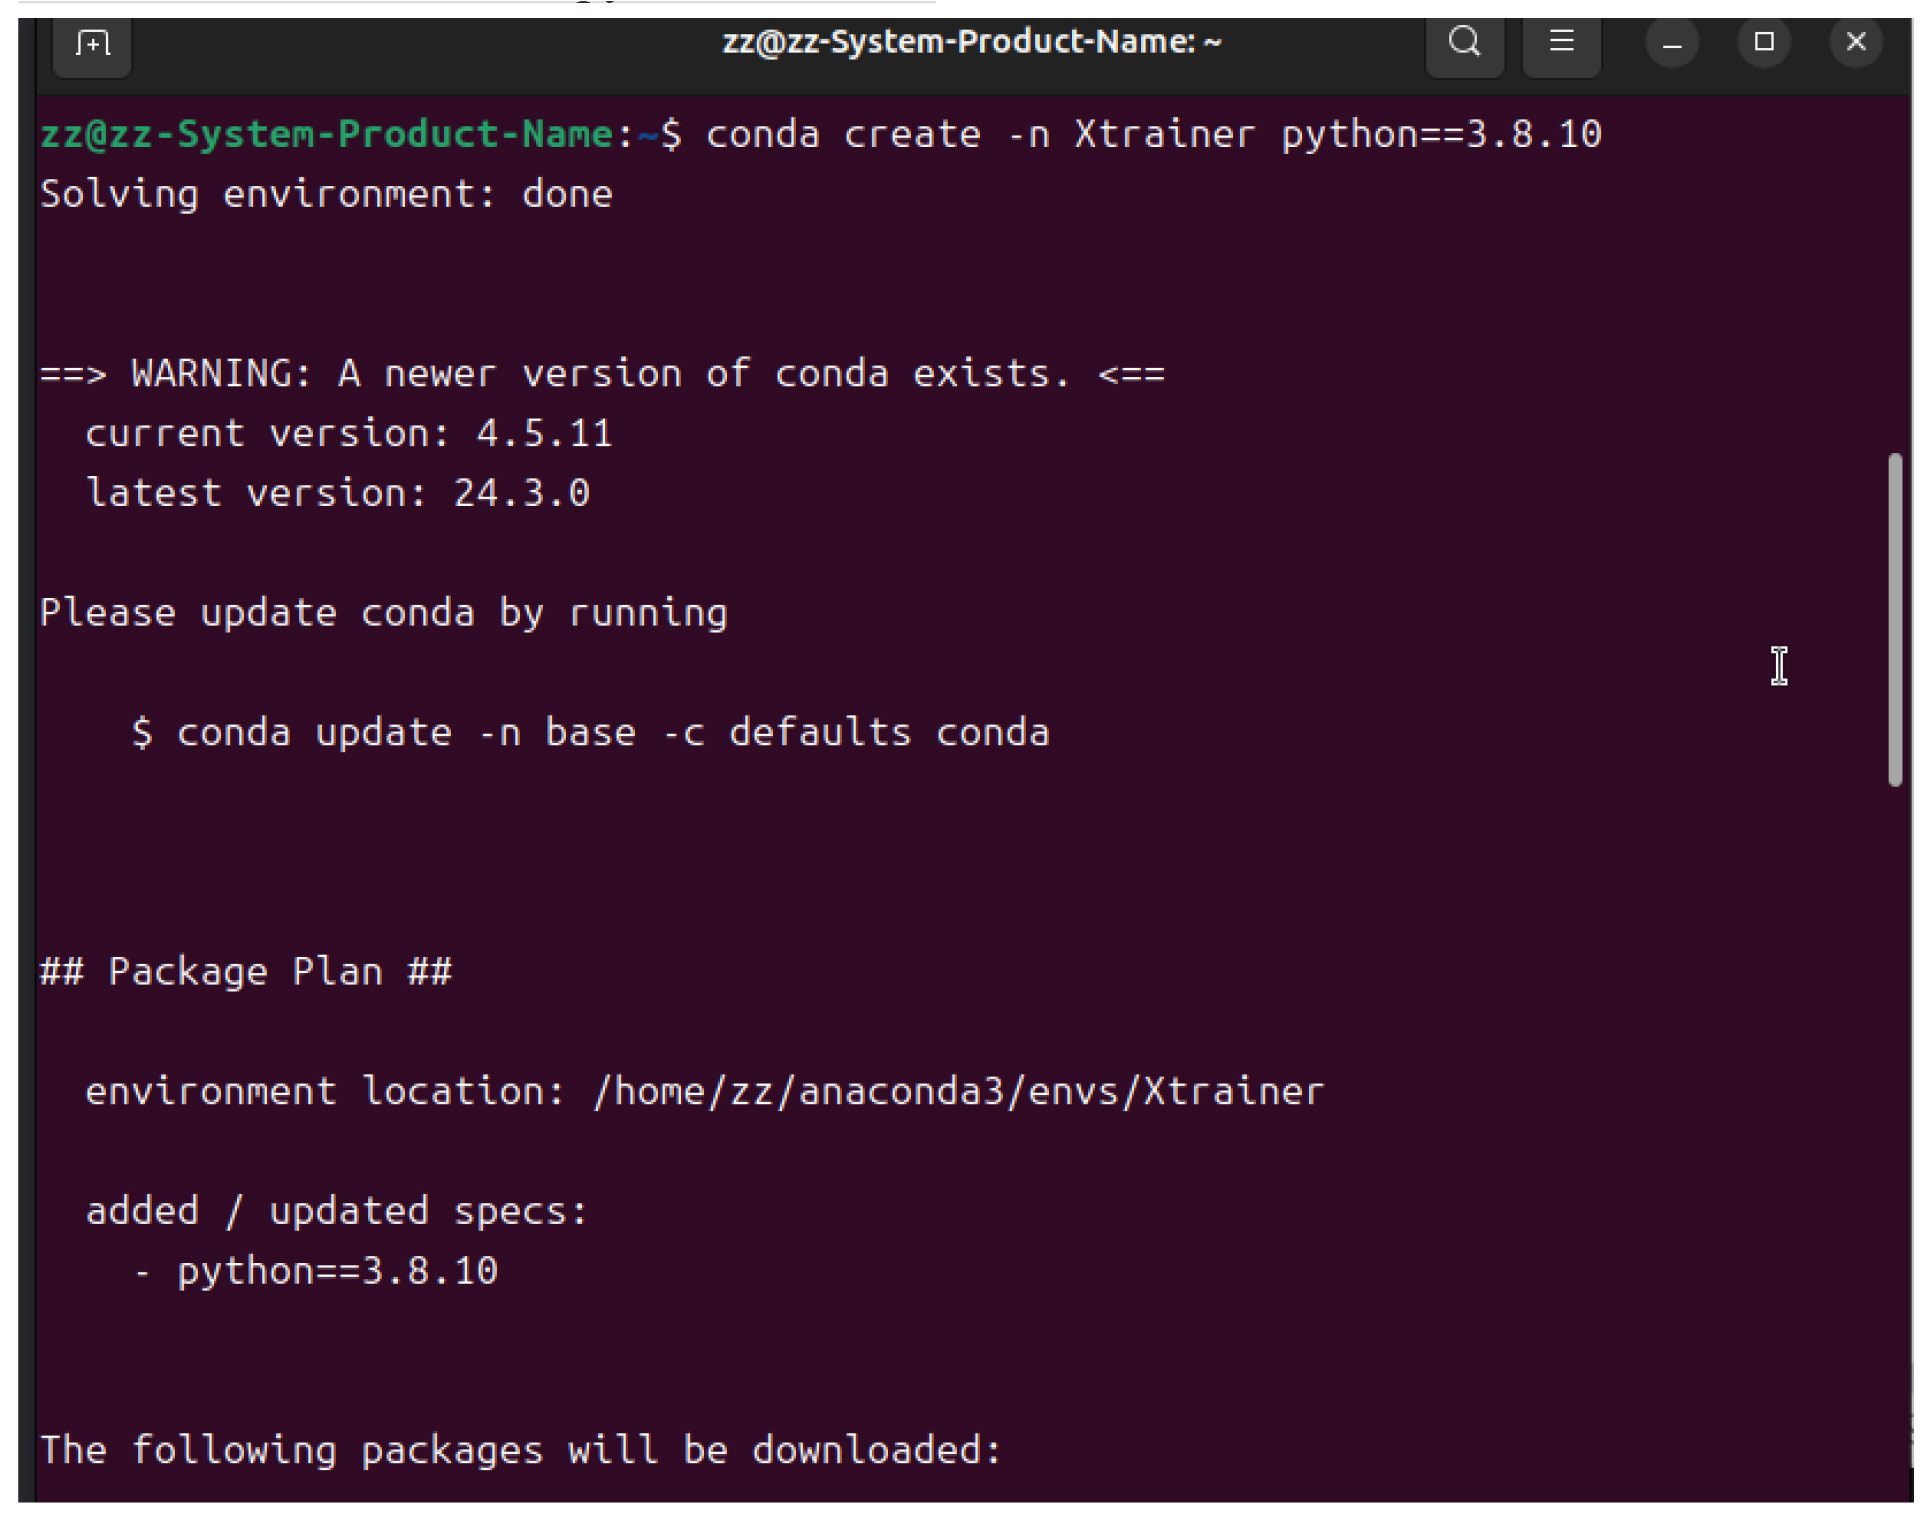 zz@zz-System-Product-Name: ~
zz@zz-System-Product-Name:~$ conda create -n Xtrainer python==3.8.10
Solving environment: done
==> WARNING: A newer version of conda exists. <==
current version: 4.5.11
latest version: 24.3.0
Please update conda by running
$ conda update -n base -c defaults conda
## Package Plan ##
environment location: /home/zz/anaconda3/envs/Xtrainer
added / updated specs:
- python==3.8.10
The following packages will be downloaded: